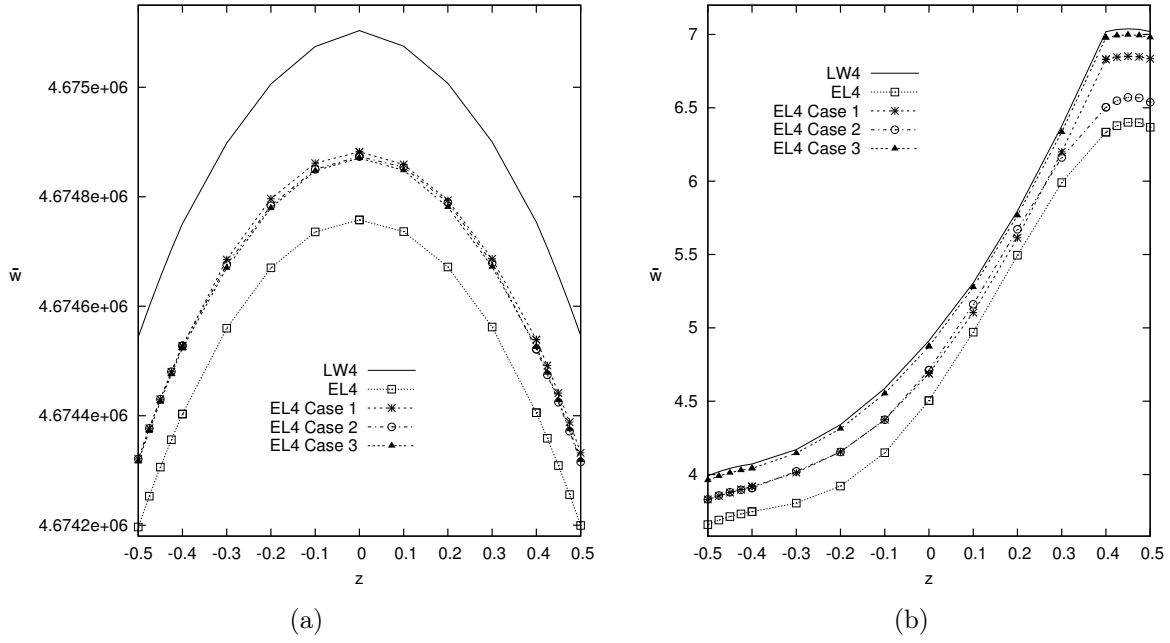 4.675e+06
4.6748e+06
4.6746e+06
4.6744e+06
4.6742e+06
w̄
LW4
EL4
EL4 Case 1
EL4 Case 2
EL4 Case 3
-0.5 -0.4 -0.3 -0.2 -0.1 0 0.1 0.2 0.3 0.4 0.5
z
(a)
7
6.5
6
5.5
5
4.5
4
w̄
LW4
EL4
EL4 Case 1
EL4 Case 2
EL4 Case 3
-0.5 -0.4 -0.3 -0.2 -0.1 0 0.1 0.2 0.3 0.4 0.5
z
(b)